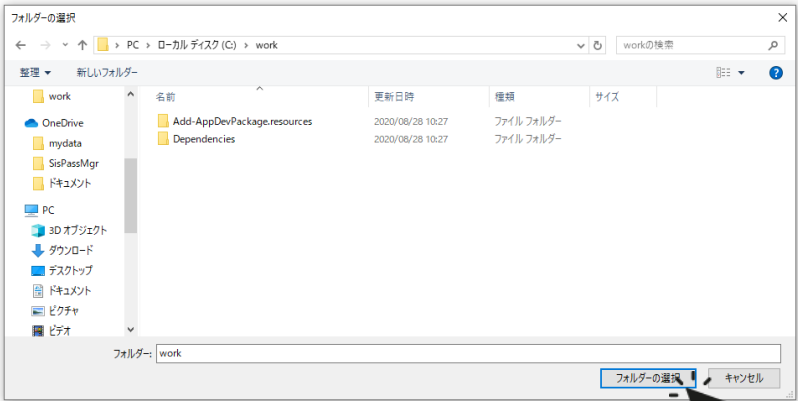 フォルダーの選択
PC › ローカル ディスク (C:) › work
workの検索
整理 ▼ 新しいフォルダー
work
OneDrive
mydata
SisPassMgr
ドキュメント
PC
3D オブジェクト
ダウンロード
デスクトップ
ドキュメント
ピクチャ
ビデオ
名前 更新日時 種類 サイズ
Add-AppDevPackage.resources 2020/08/28 10:27 ファイル フォルダー
Dependencies 2020/08/28 10:27 ファイル フォルダー
フォルダー: work
フォルダーの選択 キャンセル